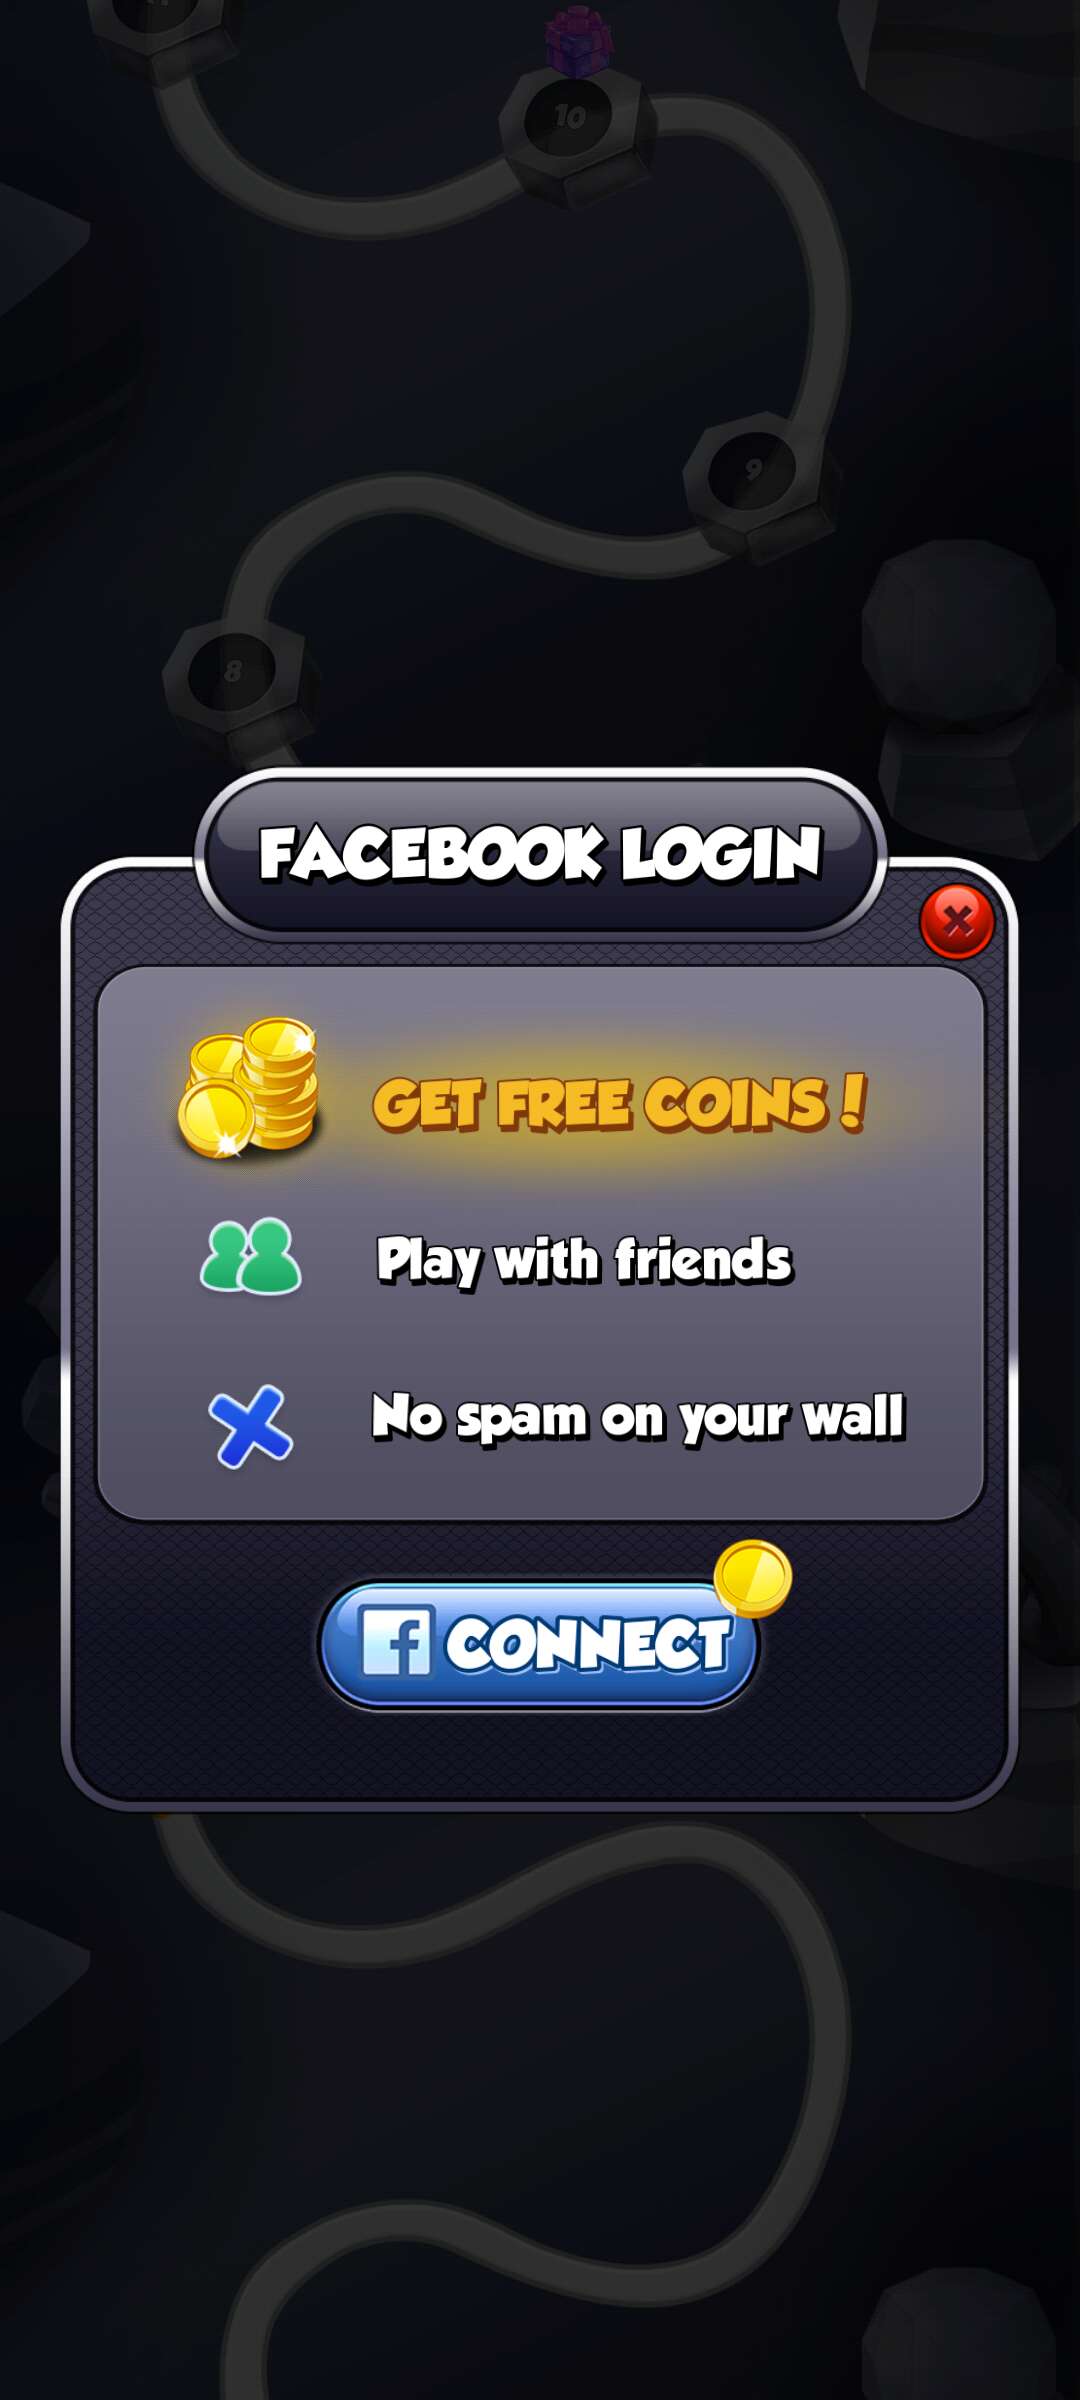 10
9
8
FACEBOOK LOGIN
GET FREE COINS!
Play with friends
No spam on your wall
f CONNECT